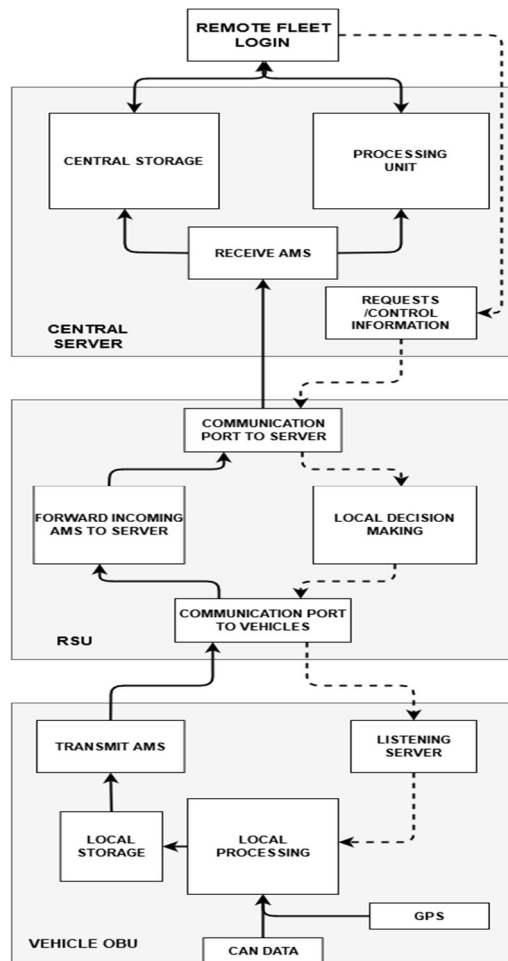 REMOTE FLEET
LOGIN
CENTRAL STORAGE
PROCESSING
UNIT
RECEIVE AMS
REQUESTS
/CONTROL
INFORMATION
CENTRAL
SERVER
COMMUNICATION
PORT TO SERVER
FORWARD INCOMING
AMS TO SERVER
LOCAL DECISION
MAKING
COMMUNICATION PORT
TO VEHICLES
RSU
TRANSMIT AMS
LISTENING
SERVER
LOCAL
STORAGE
LOCAL
PROCESSING
GPS
VEHICLE OBU
CAN DATA